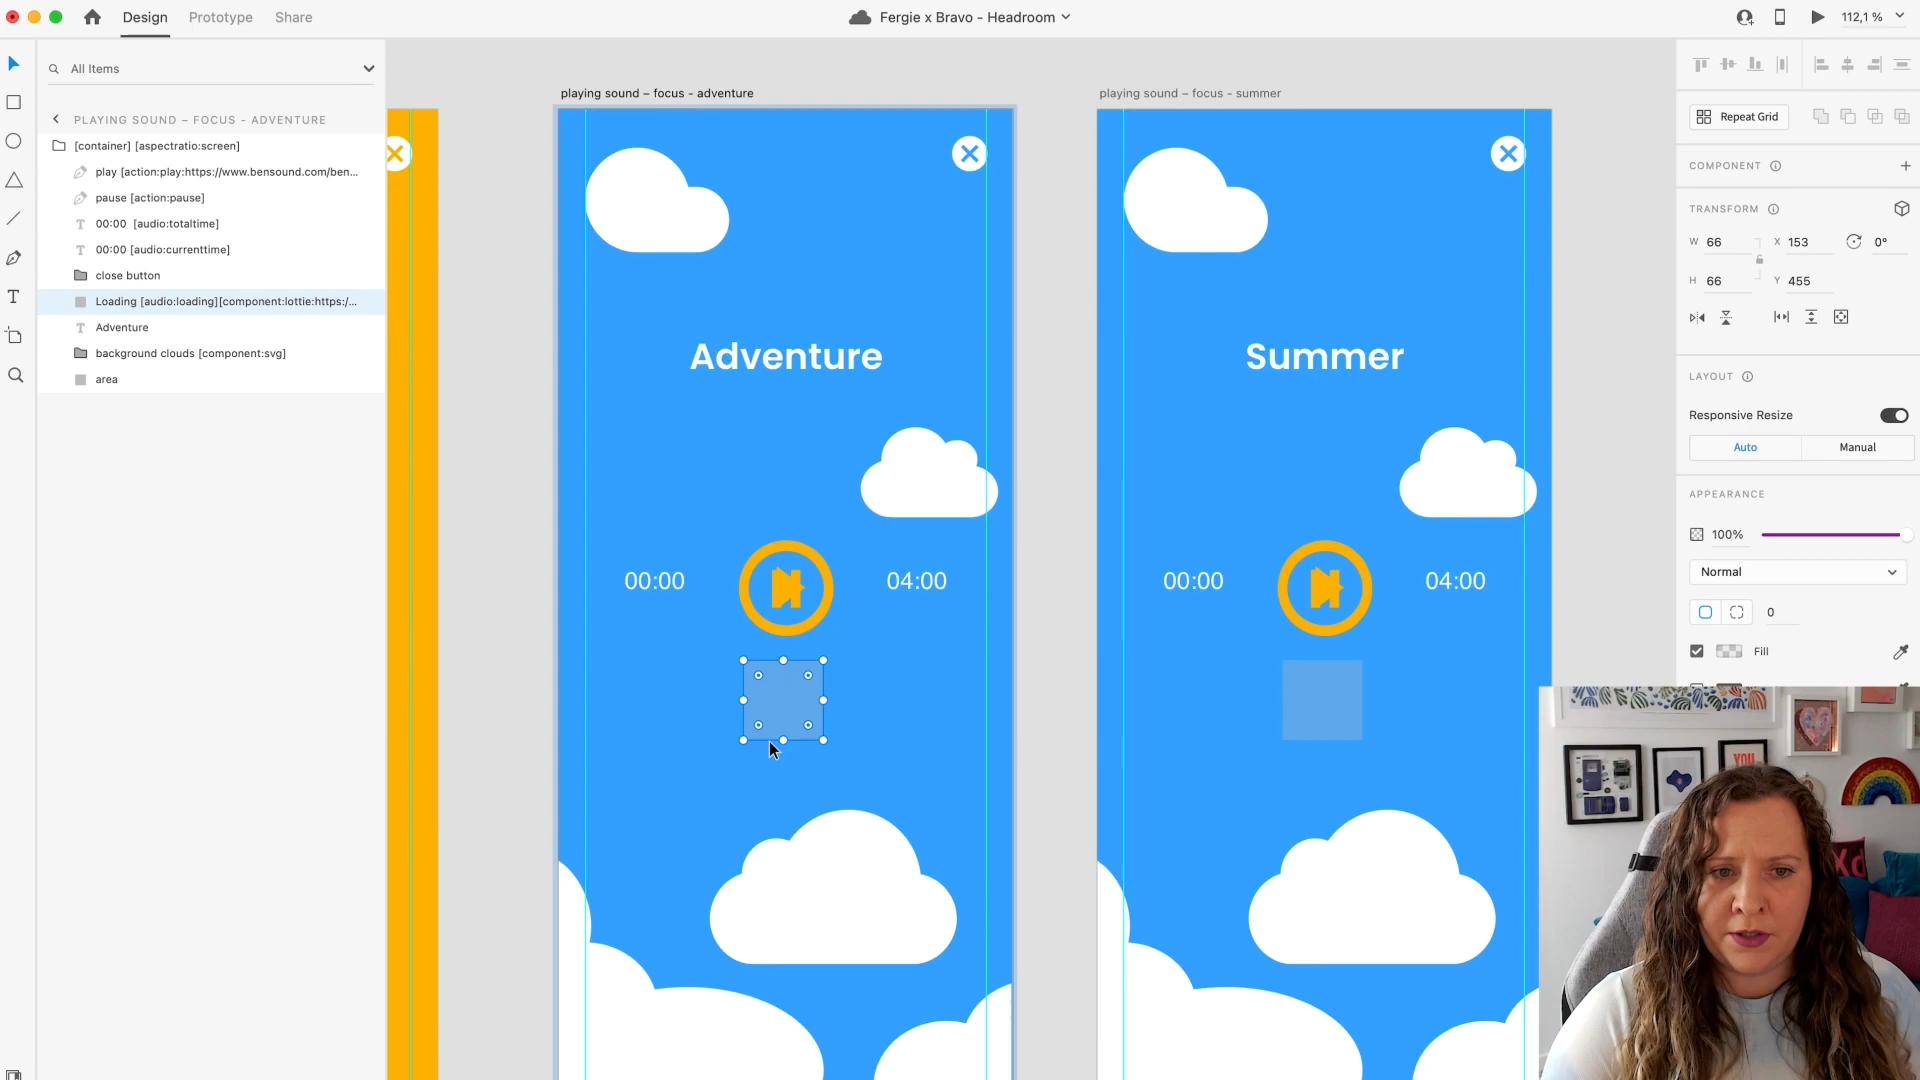 Design
Prototype
Share
Fergie x Bravo - Headroom
112,1 %
All Items
PLAYING SOUND – FOCUS - ADVENTURE
[container] [aspectratio:screen]
play [action:play:https://www.bensound.com/ben...
pause [action:pause]
00:00 [audio:totaltime]
00:00 [audio:currenttime]
close button
Loading [audio:loading][component:lottie:https:/...
Adventure
background clouds [component:svg]
area
playing sound – focus - adventure
Adventure
00:00
04:00
playing sound – focus - summer
Summer
00:00
04:00
Repeat Grid
COMPONENT
TRANSFORM
W 66
X 153
0°
H 66
Y 455
LAYOUT
Responsive Resize
Auto
Manual
APPEARANCE
100%
Normal
0
Fill
YOU
Xd